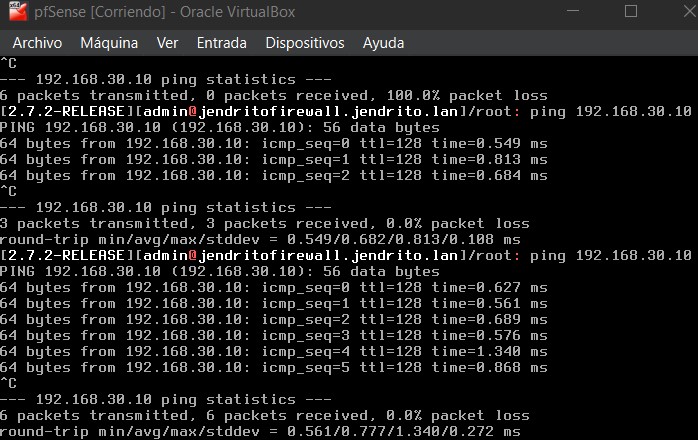 pfSense [Corriendo] - Oracle VirtualBox
Archivo Máquina Ver Entrada Dispositivos Ayuda
^C
--- 192.168.30.10 ping statistics ---
6 packets transmitted, 0 packets received, 100.0% packet loss
[2.7.2-RELEASE][admin@jendritofirewall.jendrito.lan]/root: ping 192.168.30.10
PING 192.168.30.10 (192.168.30.10): 56 data bytes
64 bytes from 192.168.30.10: icmp_seq=0 ttl=128 time=0.549 ms
64 bytes from 192.168.30.10: icmp_seq=1 ttl=128 time=0.813 ms
64 bytes from 192.168.30.10: icmp_seq=2 ttl=128 time=0.684 ms
^C
--- 192.168.30.10 ping statistics ---
3 packets transmitted, 3 packets received, 0.0% packet loss
round-trip min/avg/max/stddev = 0.549/0.682/0.813/0.108 ms
[2.7.2-RELEASE][admin@jendritofirewall.jendrito.lan]/root: ping 192.168.30.10
PING 192.168.30.10 (192.168.30.10): 56 data bytes
64 bytes from 192.168.30.10: icmp_seq=0 ttl=128 time=0.627 ms
64 bytes from 192.168.30.10: icmp_seq=1 ttl=128 time=0.561 ms
64 bytes from 192.168.30.10: icmp_seq=2 ttl=128 time=0.689 ms
64 bytes from 192.168.30.10: icmp_seq=3 ttl=128 time=0.576 ms
64 bytes from 192.168.30.10: icmp_seq=4 ttl=128 time=1.340 ms
64 bytes from 192.168.30.10: icmp_seq=5 ttl=128 time=0.868 ms
^C
--- 192.168.30.10 ping statistics ---
6 packets transmitted, 6 packets received, 0.0% packet loss
round-trip min/avg/max/stddev = 0.561/0.777/1.340/0.272 ms